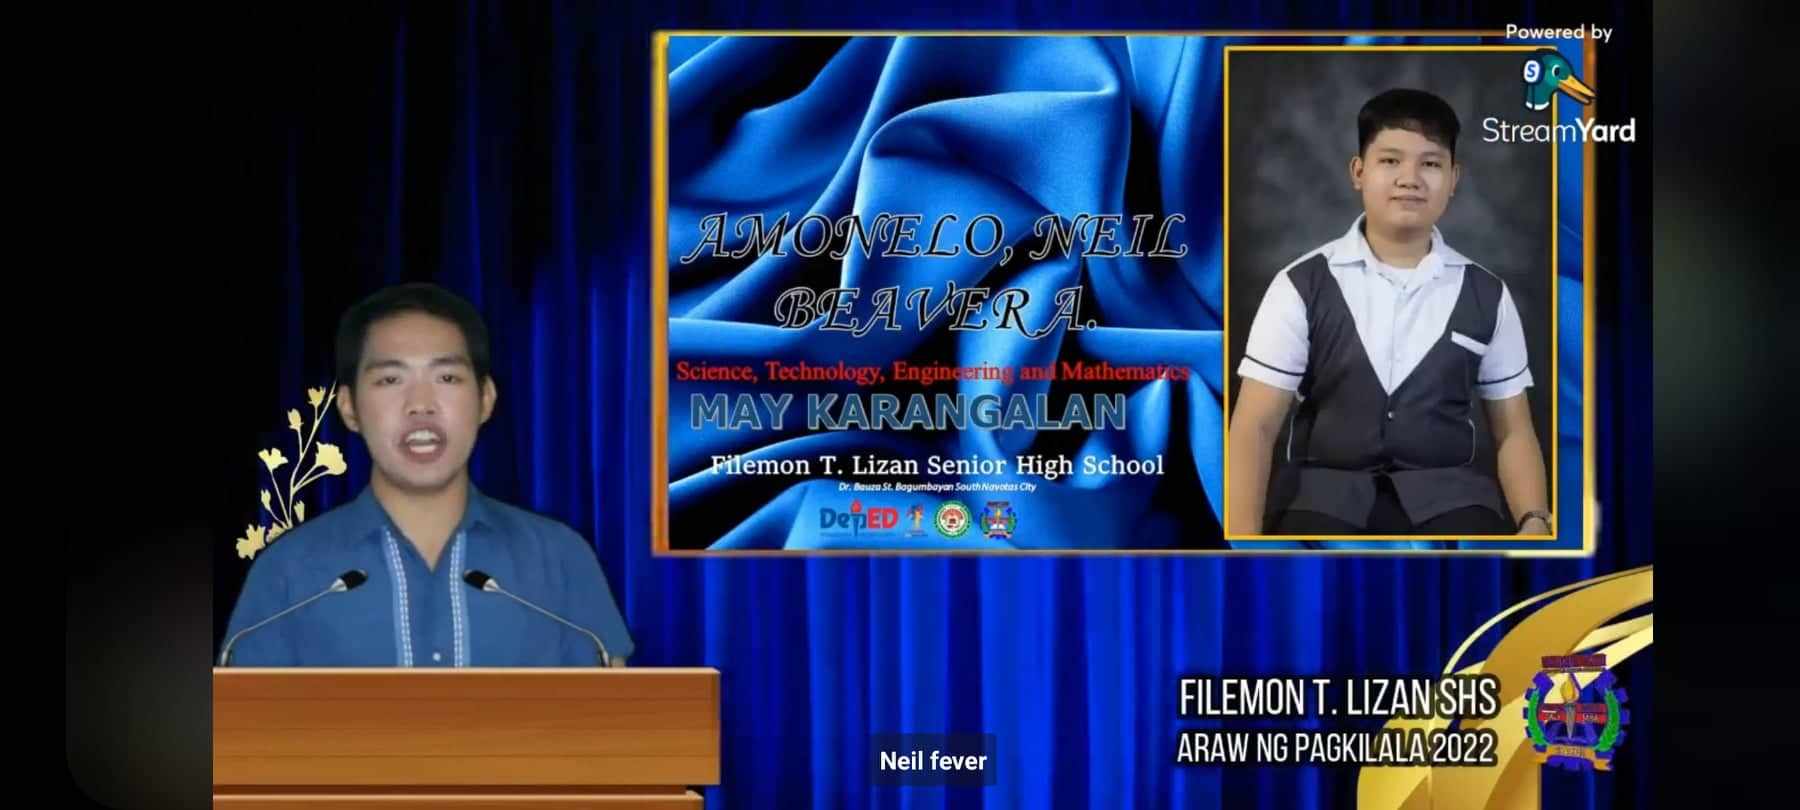 Powered by
StreamYard
AMONELO, NEIL
BEAVER A.
Science, Technology, Engineering and Mathematics
MAY KARANGALAN
Filemon T. Lizan Senior High School
Dr. Bauza St. Bagumbayan South Navotas City
DepED
FILEMON T. LIZAN SHS
ARAW NG PAGKILALA 2022
Neil fever